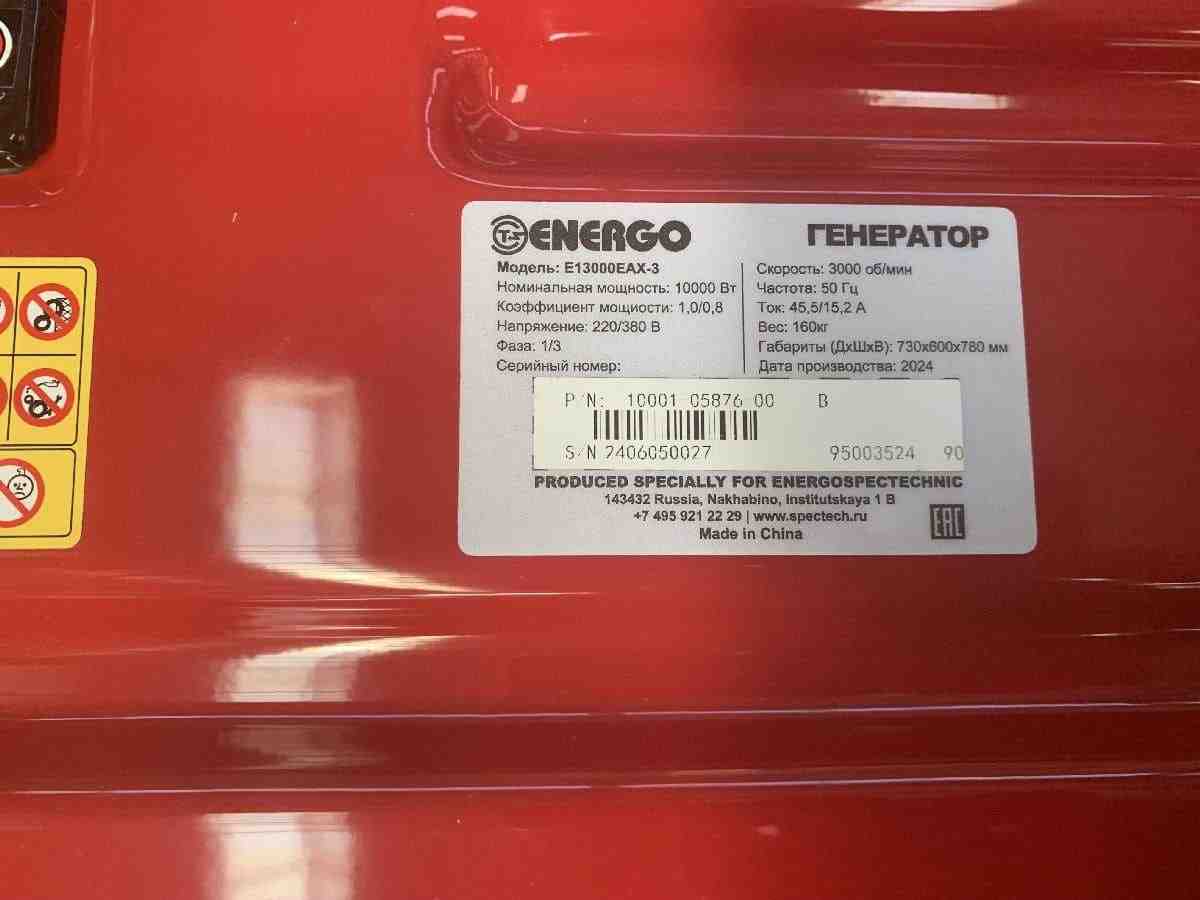 ENERGO
ГЕНЕРАТОР
Модель: E13000EAX-3
Номинальная мощность: 10000 Вт
Коэффициент мощности: 1,0/0,8
Напряжение: 220/380 В
Фаза: 1/3
Серийный номер:
Скорость: 3000 об/мин
Частота: 50 Гц
Ток: 45,5/15,2 А
Вес: 160кг
Габариты (ДхШхВ): 730х600х780 мм
Дата производства: 2024
P/N: 10001 05876 00 B
S/N 2406050027 95003524 90
PRODUCED SPECIALLY FOR ENERGOSPECTECHNIC
143432 Russia, Nakhabino, Institutskaya 1 B
+7 495 921 22 29 | www.spectech.ru
Made in China
EAC